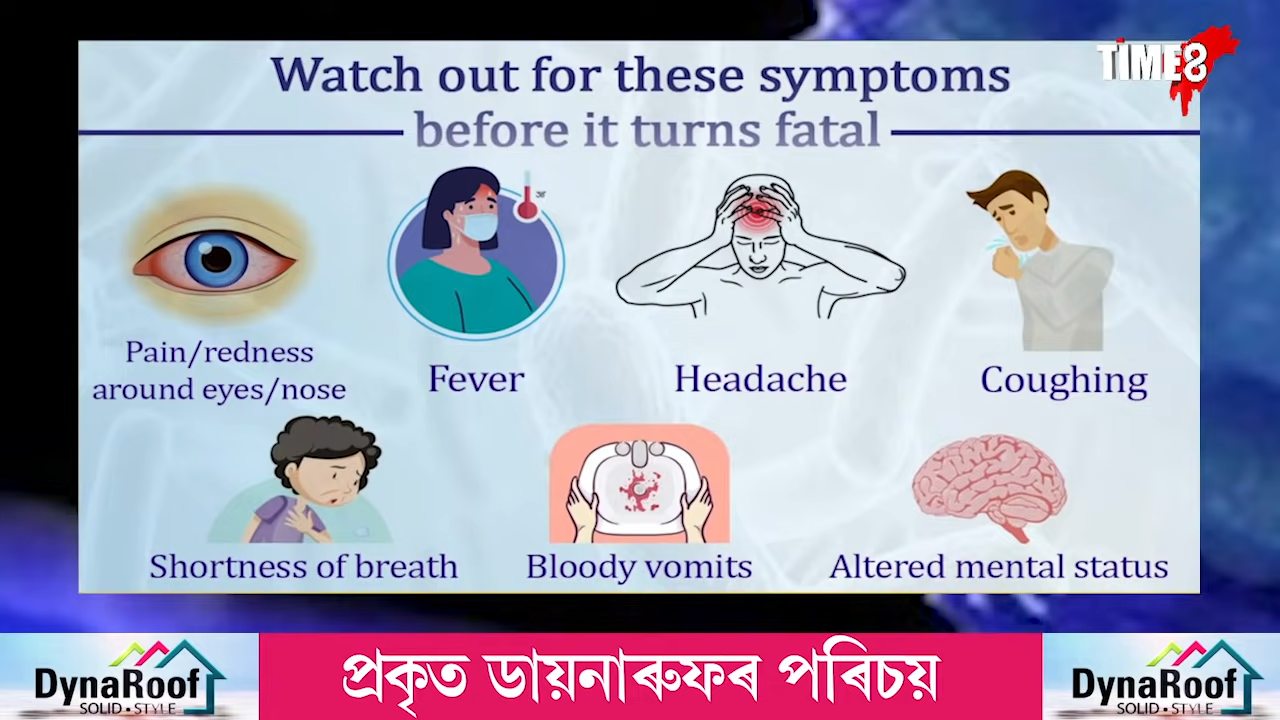 Watch out for these symptoms
before it turns fatal
TIME8
Pain/redness
around eyes/nose
Fever
Headache
Coughing
Shortness of breath
Bloody vomits
Altered mental status
DynaRoof
SOLID • STYLE
প্ৰকৃত ডায়নাৰুফৰ পৰিচয়
DynaRoof
SOLID • STYLE